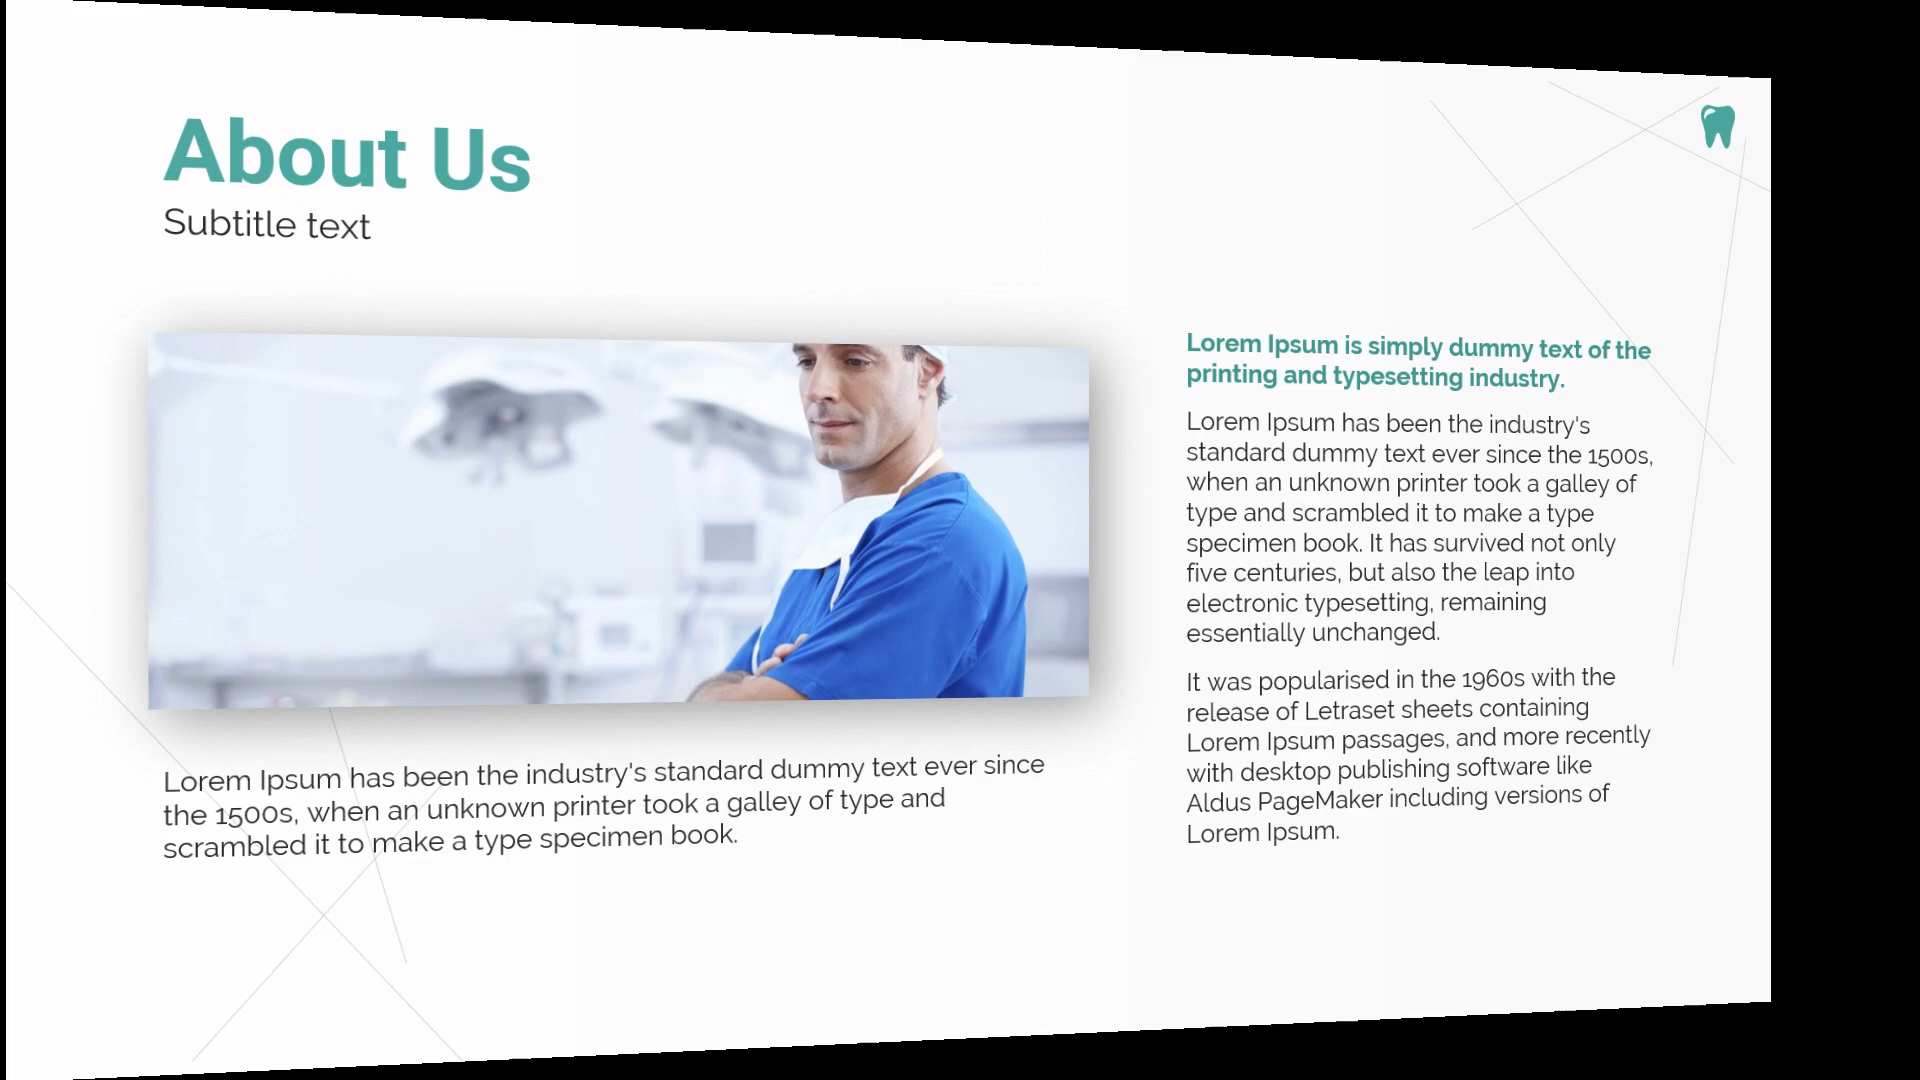 About Us
Subtitle text
Lorem Ipsum has been the industry's standard dummy text ever since
the 1500s, when an unknown printer took a galley of type and
scrambled it to make a type specimen book.
Lorem Ipsum is simply dummy text of the
printing and typesetting industry.
Lorem Ipsum has been the industry's
standard dummy text ever since the 1500s,
when an unknown printer took a galley of
type and scrambled it to make a type
specimen book. It has survived not only
five centuries, but also the leap into
electronic typesetting, remaining
essentially unchanged.
It was popularised in the 1960s with the
release of Letraset sheets containing
Lorem Ipsum passages, and more recently
with desktop publishing software like
Aldus PageMaker including versions of
Lorem Ipsum.